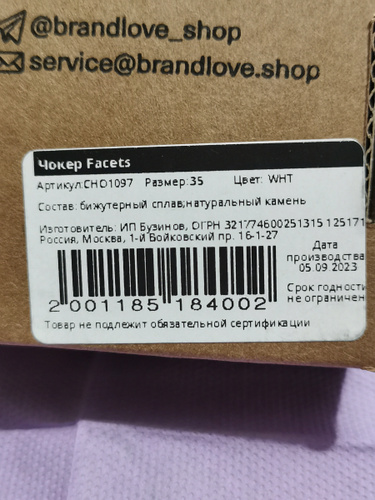 @brandlove_shop
service@brandlove.shop
Чокер Facets
Артикул:CHO1097 Размер:35 Цвет: WHT
Состав: бижутерный сплав;натуральный камень
Изготовитель: ИП Бузинов, ОГРН 321774600251315 125171
Россия, Москва, 1-й Войковский пр. 16-1-27
Дата
производства
05.09.2023
Срок годности
не ограничен
2 001185 184002
Товар не подлежит обязательной сертификации